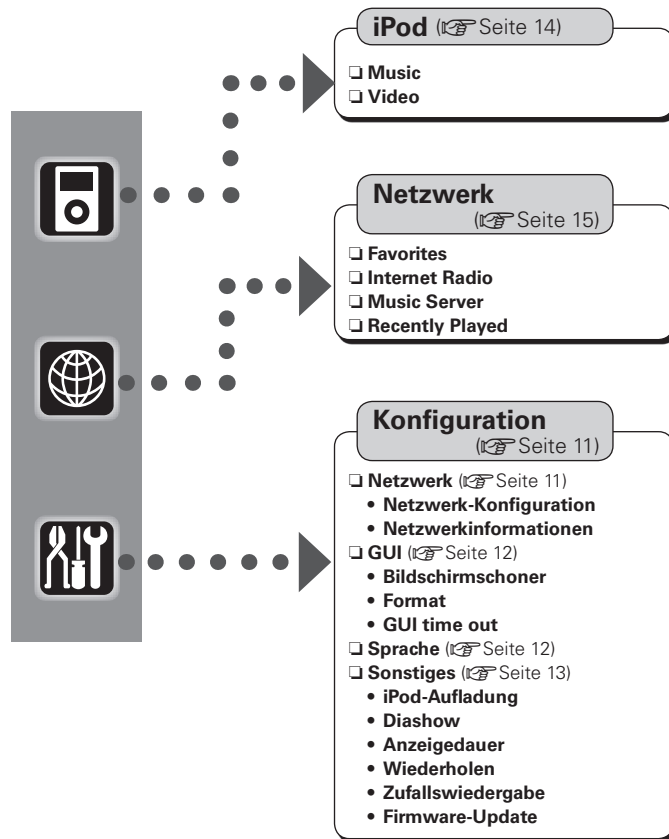 iPod (☞ Seite 14)
❏ Music
❏ Video
Netzwerk
(☞ Seite 15)
❏ Favorites
❏ Internet Radio
❏ Music Server
❏ Recently Played
Konfiguration
(☞ Seite 11)
❏ Netzwerk (☞ Seite 11)
• Netzwerk-Konfiguration
• Netzwerkinformationen
❏ GUI (☞ Seite 12)
• Bildschirmschoner
• Format
• GUI time out
❏ Sprache (☞ Seite 12)
❏ Sonstiges (☞ Seite 13)
• iPod-Aufladung
• Diashow
• Anzeigedauer
• Wiederholen
• Zufallswiedergabe
• Firmware-Update